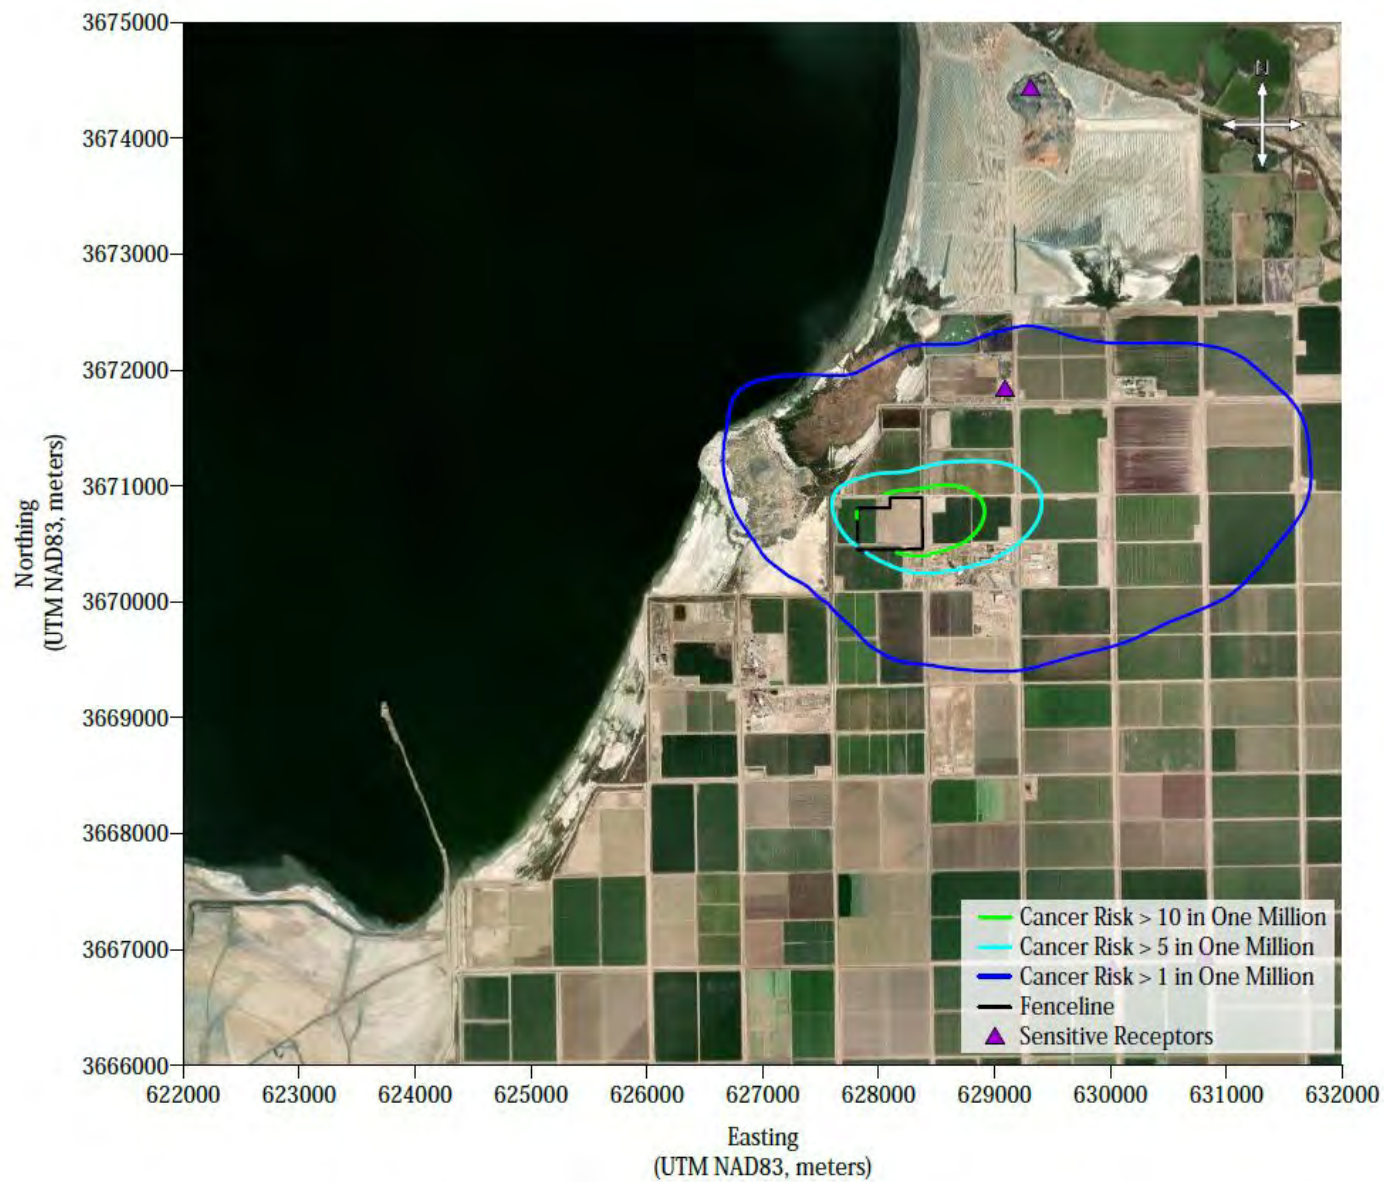 3675000
3674000
3673000
3672000
3671000
3670000
3669000
3668000
3667000
3666000
Northing
(UTM NAD83, meters)
N
Cancer Risk > 10 in One Million
Cancer Risk > 5 in One Million
Cancer Risk > 1 in One Million
Fenceline
Sensitive Receptors
622000 623000 624000 625000 626000 627000 628000 629000 630000 631000 632000
Easting
(UTM NAD83, meters)